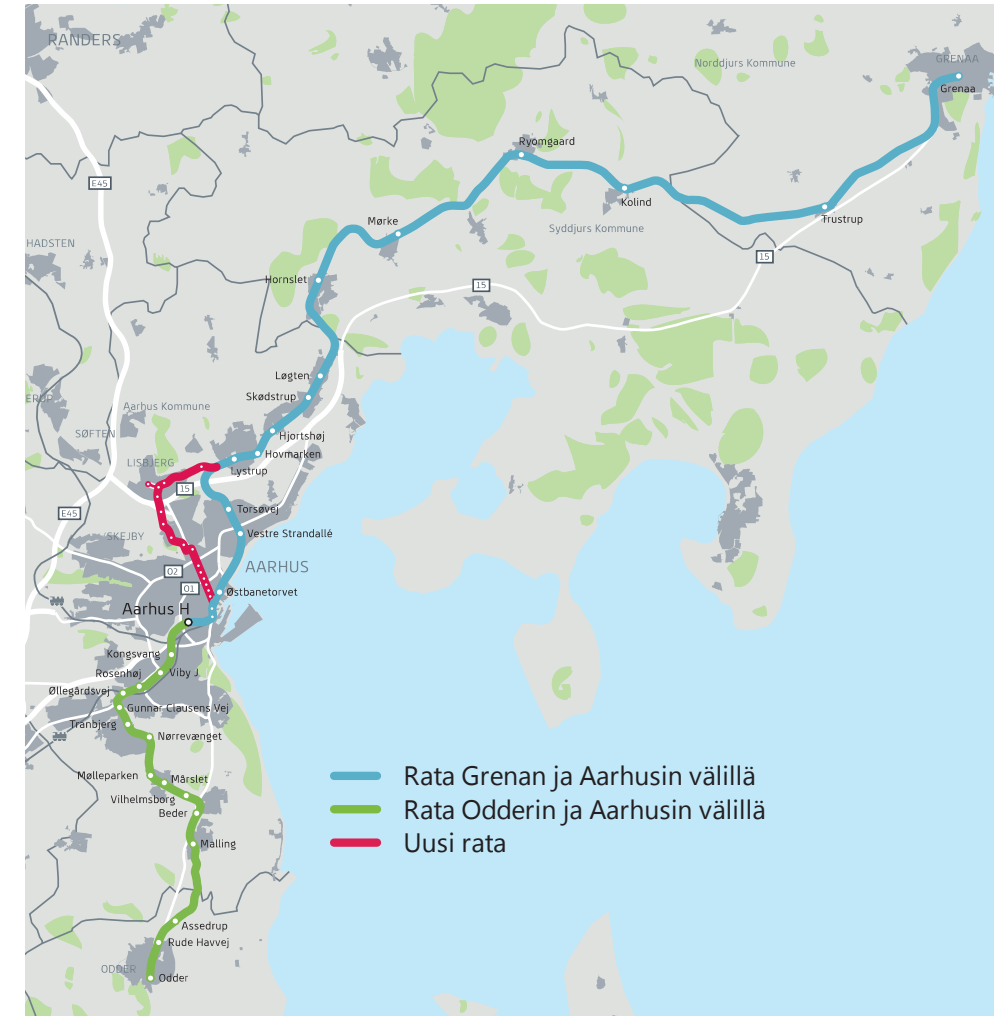 RANDERS
Norddjurs Kommune
GRENAA
Grenaa
Ryomgaard
E45
Kolind
Trustrup
Mørke
Syddjurs Kommune
HADSTEN
15
Hornslet
15
Løgten
Skødstrup
Aarhus Kommune
SØFTEN
Hjortshøj
Hovmarken
LISBJERG
Lystrup
15
Torsøvej
E45
SKEJBY
Vestre Strandallé
AARHUS
02
01
Østbanetorvet
Aarhus H
Kongsvang
Rosenhøj
Viby J
Øllegårdsvej
Gunnar Clausens Vej
Tranbjerg
Nørrevænget
Mølleparken
Mårslet
Vilhelmsborg
Beder
Malling
Rata Grenan ja Aarhusin välillä
Rata Odderin ja Aarhusin välillä
Uusi rata
Assedrup
Rude Havvej
ODDER
Odder